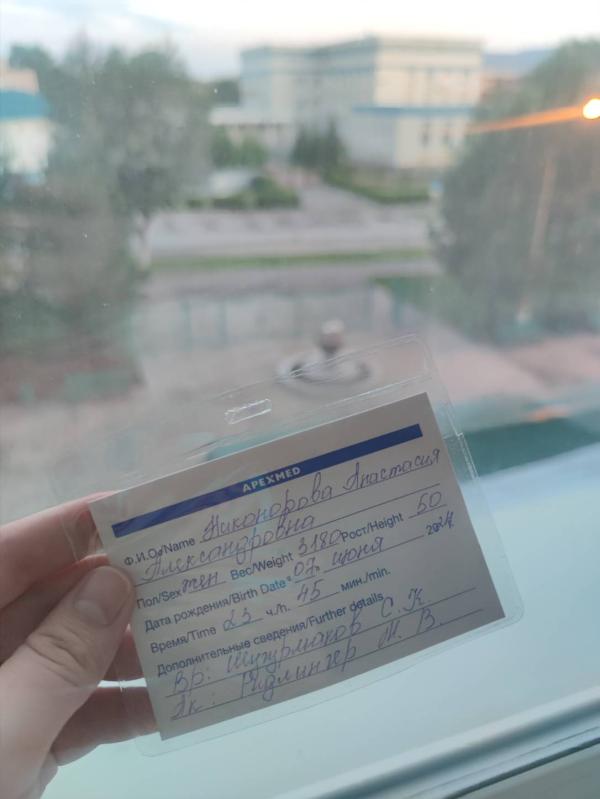 APEXMED
Ф.И.О/Name Никонорова Анастасия
Александровна
Пол/Sex жен Вес/Weight 3180 Рост/Height 50
Дата рождения/Birth Date "07" июня 2024
Время/Time 23 ч./h. 45 мин./min.
Дополнительные сведения/Further details
Вр: С. К.
Ак: Ридлингер М. В.